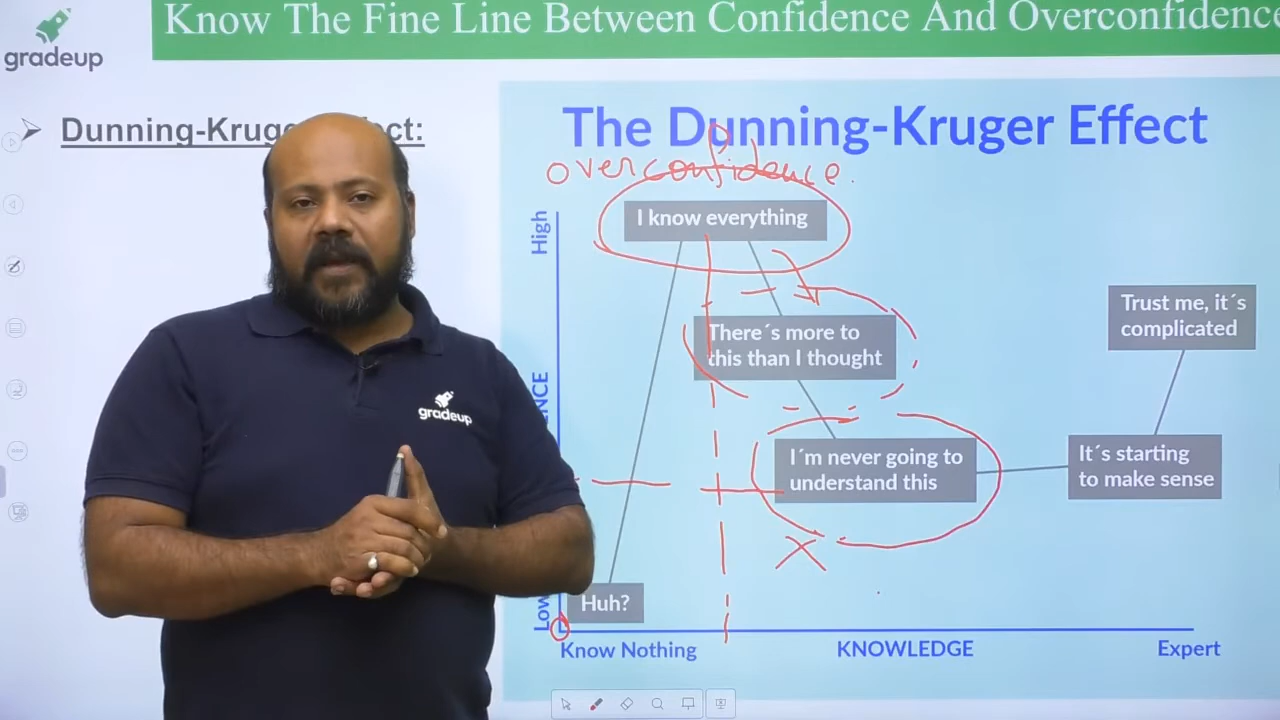 Know The Fine Line Between Confidence And Overconfidence
gradeup
Dunning-Kruger Effect:
The Dunning-Kruger Effect
overconfidence.
I know everything
High
There´s more to
this than I thought
Trust me, it´s
complicated
I´m never going to
understand this
It´s starting
to make sense
gradeup
Huh?
Low
Know Nothing
KNOWLEDGE
Expert